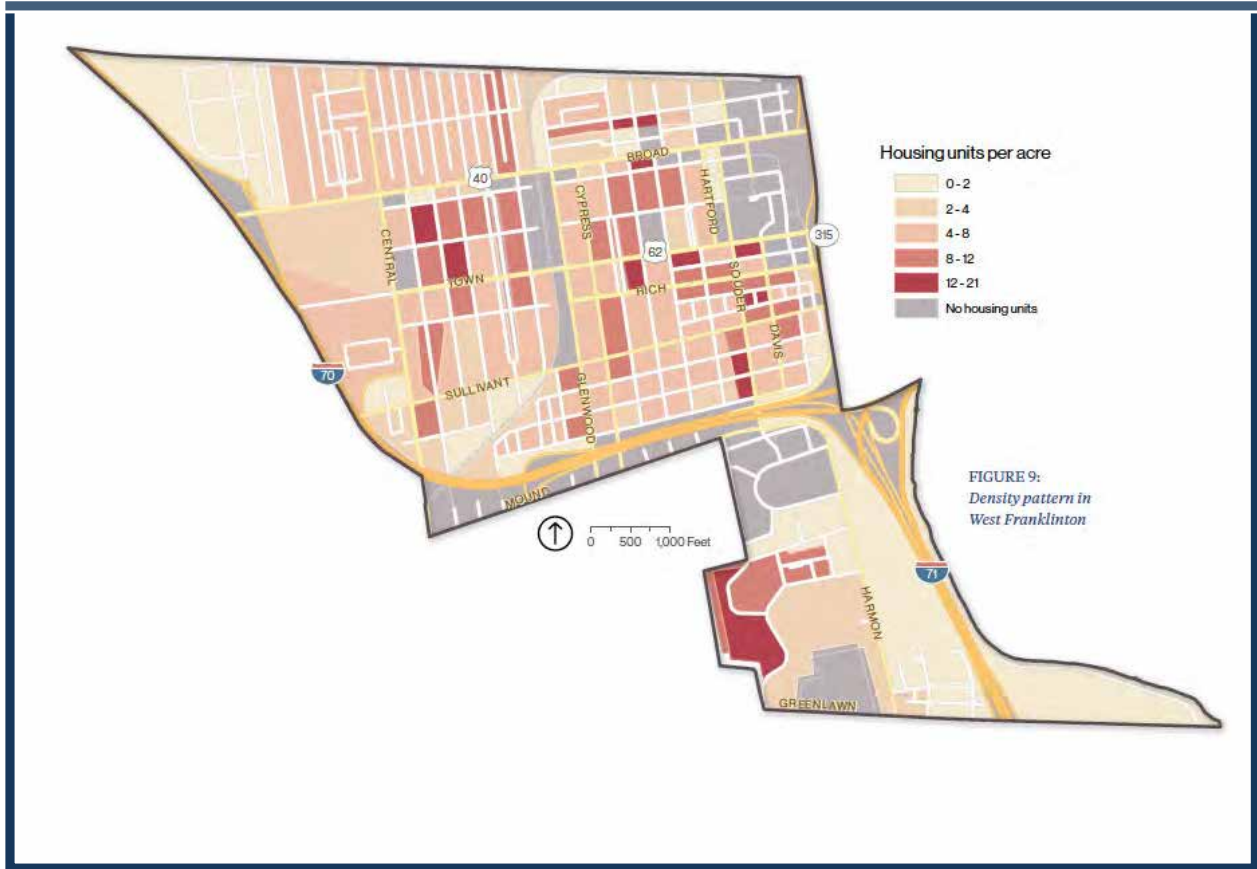 BROAD
40
CYPRESS
HARTFORD
CENTRAL
62
315
TOWN
RICH
SOUDER
DAVIS
70
SULLIVANT
GLENWOOD
MOUND
0 500 1,000 Feet
71
HARMON
GREENLAWN
Housing units per acre
0 - 2
2 - 4
4 - 8
8 - 12
12 - 21
No housing units
FIGURE 9:
Density pattern in
West Franklinton